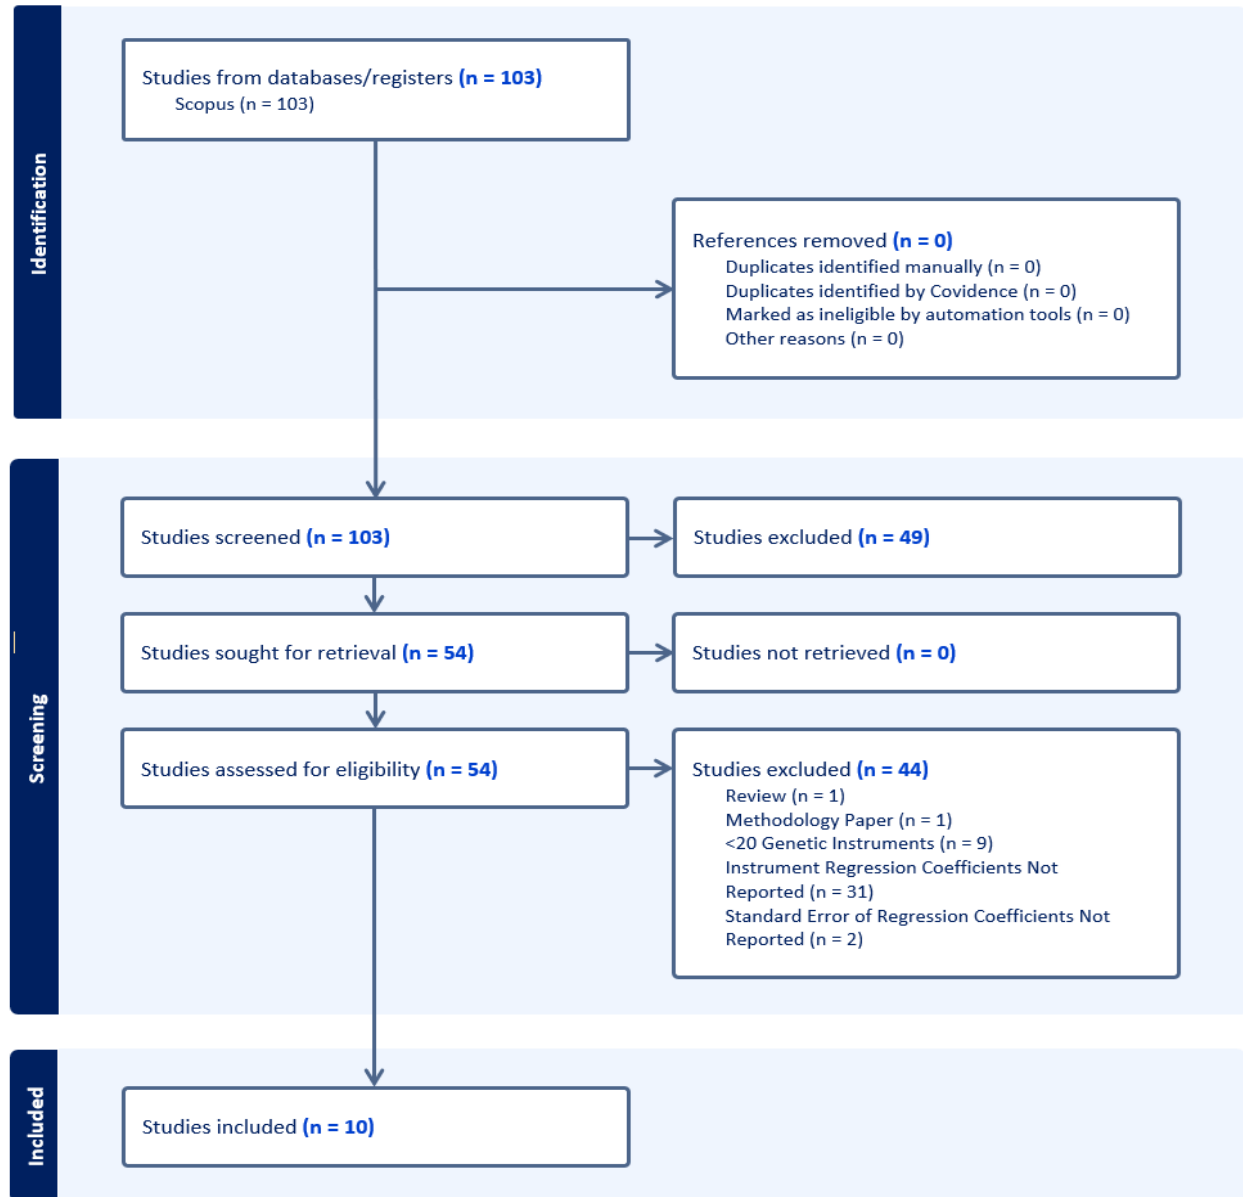 Identification
Studies from databases/registers (n = 103)
Scopus (n = 103)
References removed (n = 0)
Duplicates identified manually (n = 0)
Duplicates identified by Covidence (n = 0)
Marked as ineligible by automation tools (n = 0)
Other reasons (n = 0)
Screening
Studies screened (n = 103)
Studies excluded (n = 49)
Studies sought for retrieval (n = 54)
Studies not retrieved (n = 0)
Studies assessed for eligibility (n = 54)
Studies excluded (n = 44)
Review (n = 1)
Methodology Paper (n = 1)
<20 Genetic Instruments (n = 9)
Instrument Regression Coefficients Not
Reported (n = 31)
Standard Error of Regression Coefficients Not
Reported (n = 2)
Included
Studies included (n = 10)